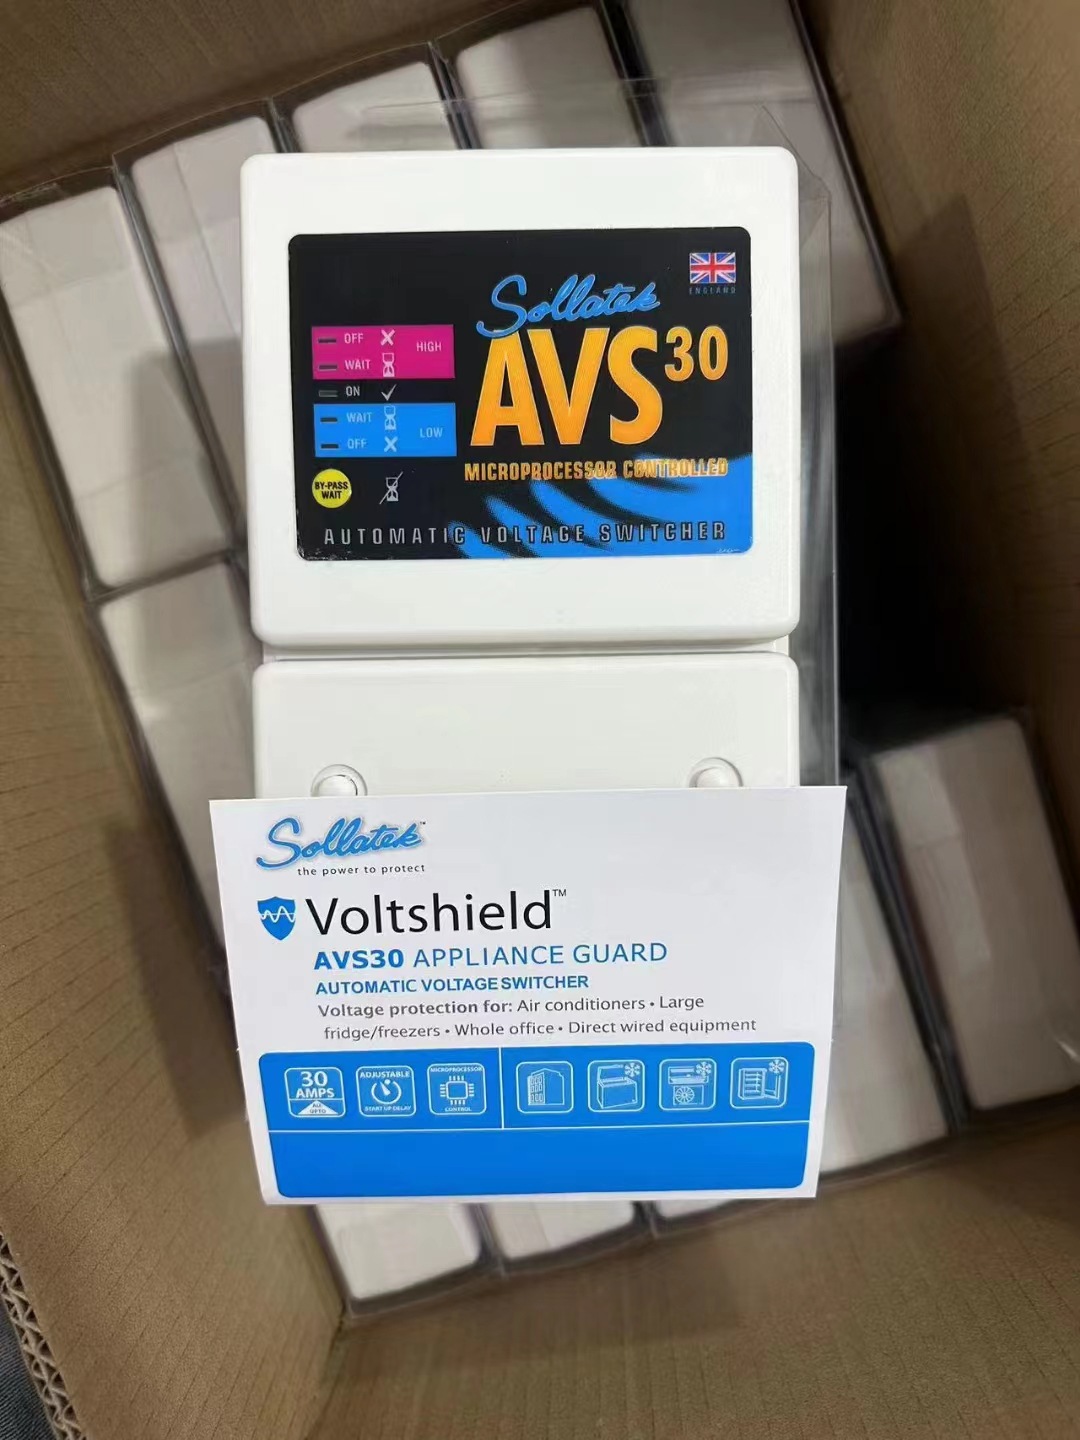 ENGLAND
Sollatek
AVS30
MICROPROCESSOR CONTROLLED
OFF
HIGH
WAIT
ON
WAIT
LOW
OFF
BY-PASS
WAIT
AUTOMATIC VOLTAGE SWITCHER
Sollatek™
the power to protect
Voltshield™
AVS30 APPLIANCE GUARD
AUTOMATIC VOLTAGE SWITCHER
Voltage protection for: Air conditioners • Large
fridge/freezers • Whole office • Direct wired equipment
30
AMPS
ADJUSTABLE
START UP DELAY
MICROPROCESSOR
CONTROL